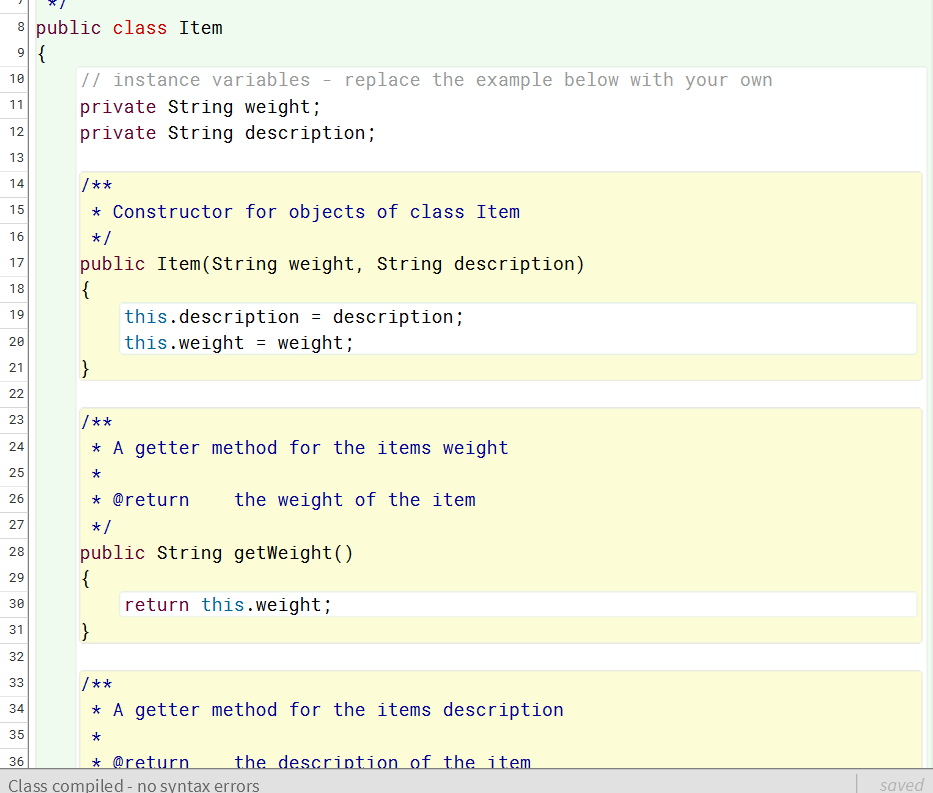 7 */
8 public class Item
9 {
10 // instance variables - replace the example below with your own
11 private String weight;
12 private String description;
13
14 /**
15 * Constructor for objects of class Item
16 */
17 public Item(String weight, String description)
18 {
19 this.description = description;
20 this.weight = weight;
21 }
22
23 /**
24 * A getter method for the items weight
25 *
26 * @return the weight of the item
27 */
28 public String getWeight()
29 {
30 return this.weight;
31 }
32
33 /**
34 * A getter method for the items description
35 *
36 * @return the description of the item
Class compiled - no syntax errors saved